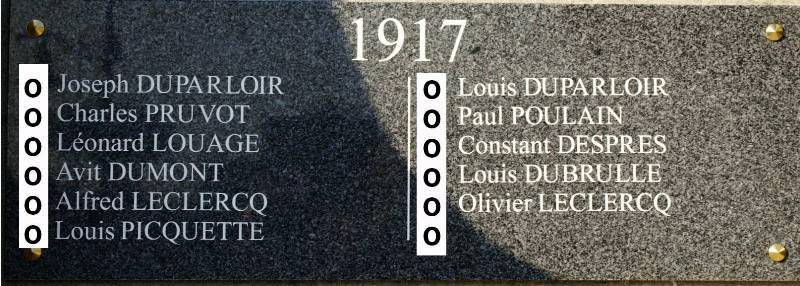 1917
o Joseph DUPARLOIR
o Charles PRUVOT
o Léonard LOUAGE
o Avit DUMONT
o Alfred LECLERCQ
o Louis PICQUETTE
o Louis DUPARLOIR
o Paul POULAIN
o Constant DESPRES
o Louis DUBRULLE
o Olivier LECLERCQ
o